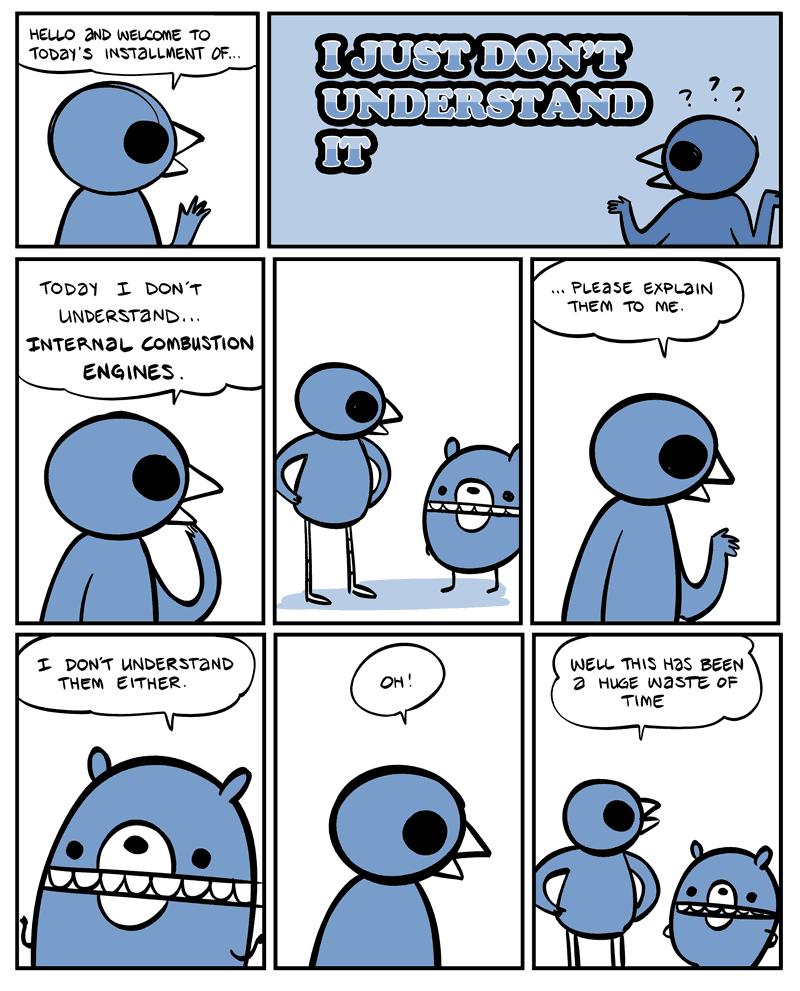 HELLO AND WELCOME TO
TODAY'S INSTALLMENT OF...
I JUST DON'T
UNDERSTAND
IT
? ? ?
TODAY I DON'T
UNDERSTAND...
INTERNAL COMBUSTION
ENGINES.
... PLEASE EXPLAIN
THEM TO ME.
I DON'T UNDERSTAND
THEM EITHER.
OH!
WELL THIS HAS BEEN
A HUGE WASTE OF
TIME